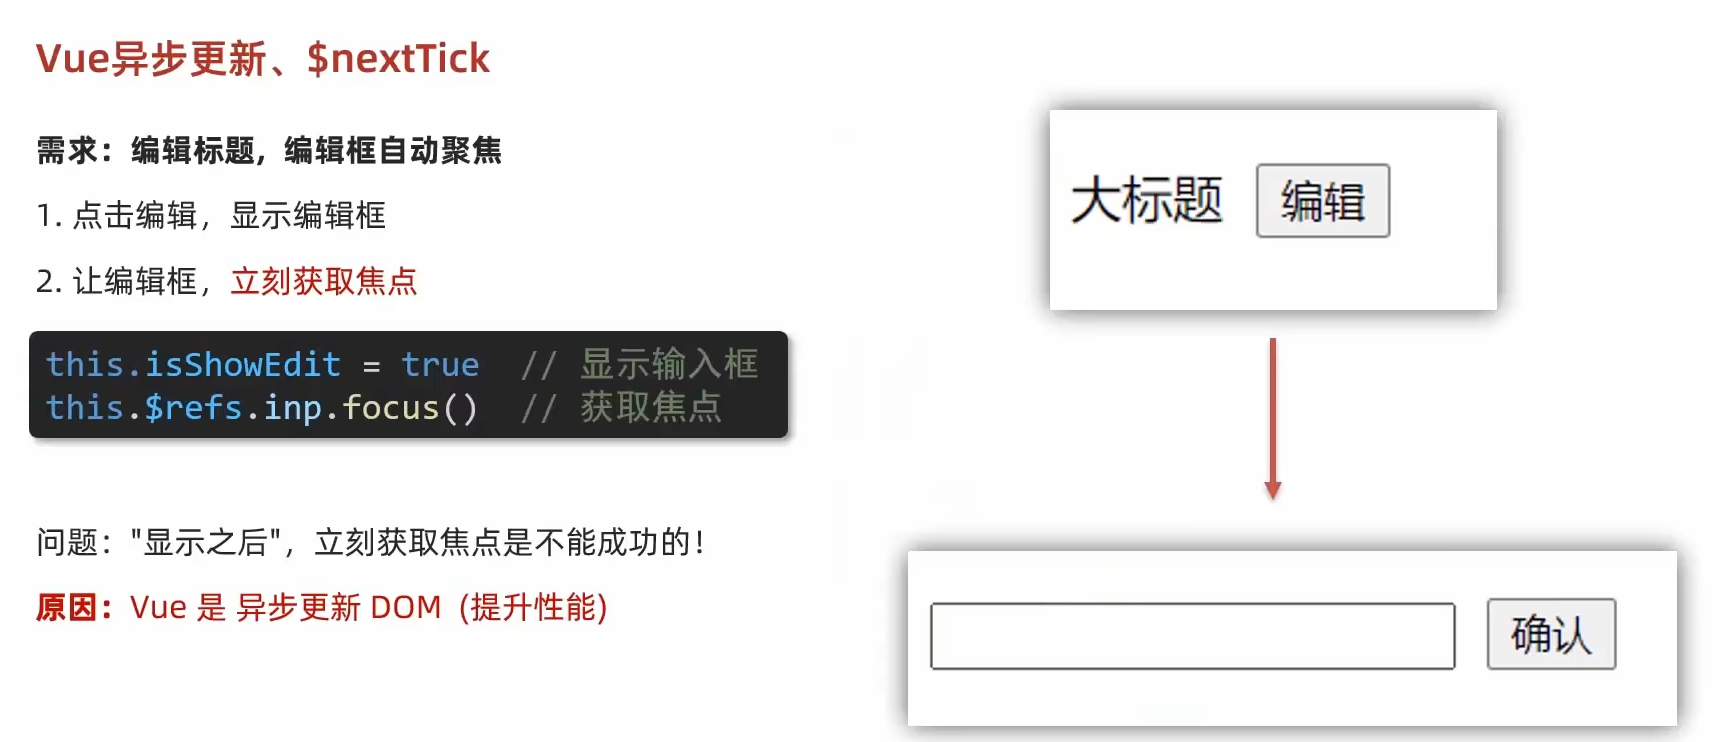 Vue异步更新、$nextTick
需求：编辑标题，编辑框自动聚焦
1. 点击编辑，显示编辑框
2. 让编辑框，立刻获取焦点
this.isShowEdit = true  // 显示输入框
this.$refs.inp.focus()  // 获取焦点
问题："显示之后"，立刻获取焦点是不能成功的！
原因：Vue 是 异步更新 DOM（提升性能）
大标题 编辑
确认